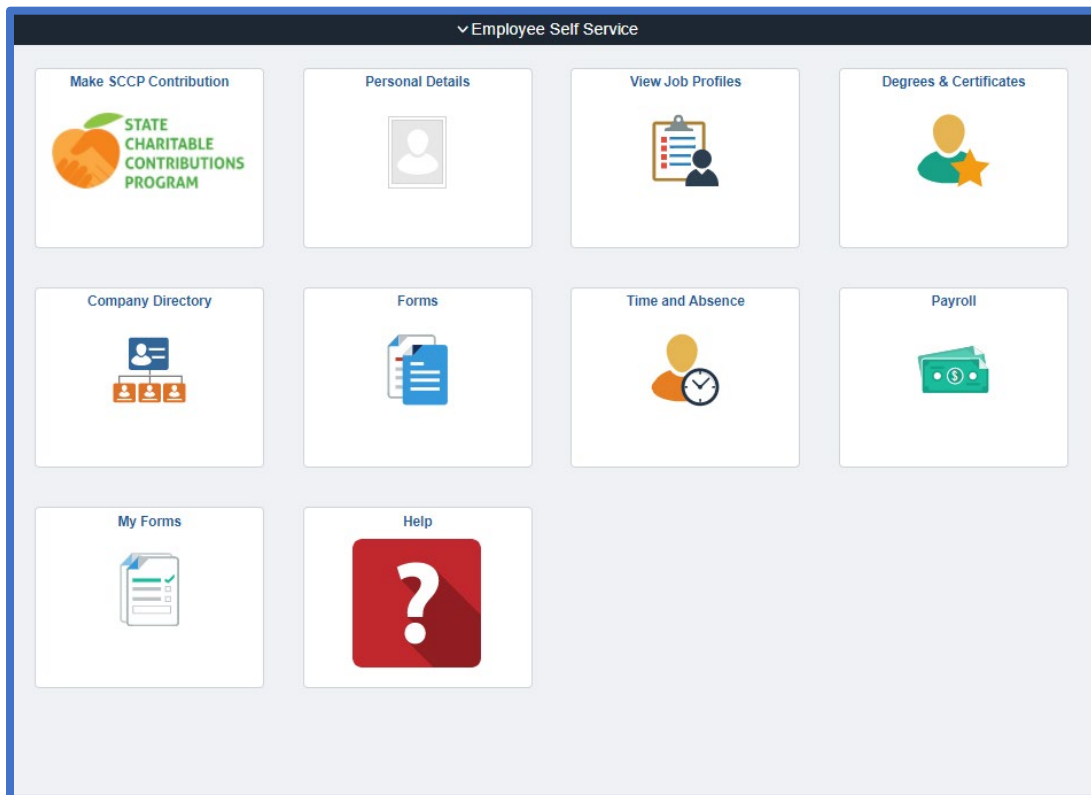 Employee Self Service
Make SCCP Contribution
STATE
CHARITABLE
CONTRIBUTIONS
PROGRAM
Personal Details
View Job Profiles
Degrees & Certificates
Company Directory
Forms
Time and Absence
Payroll
$
My Forms
Help
?